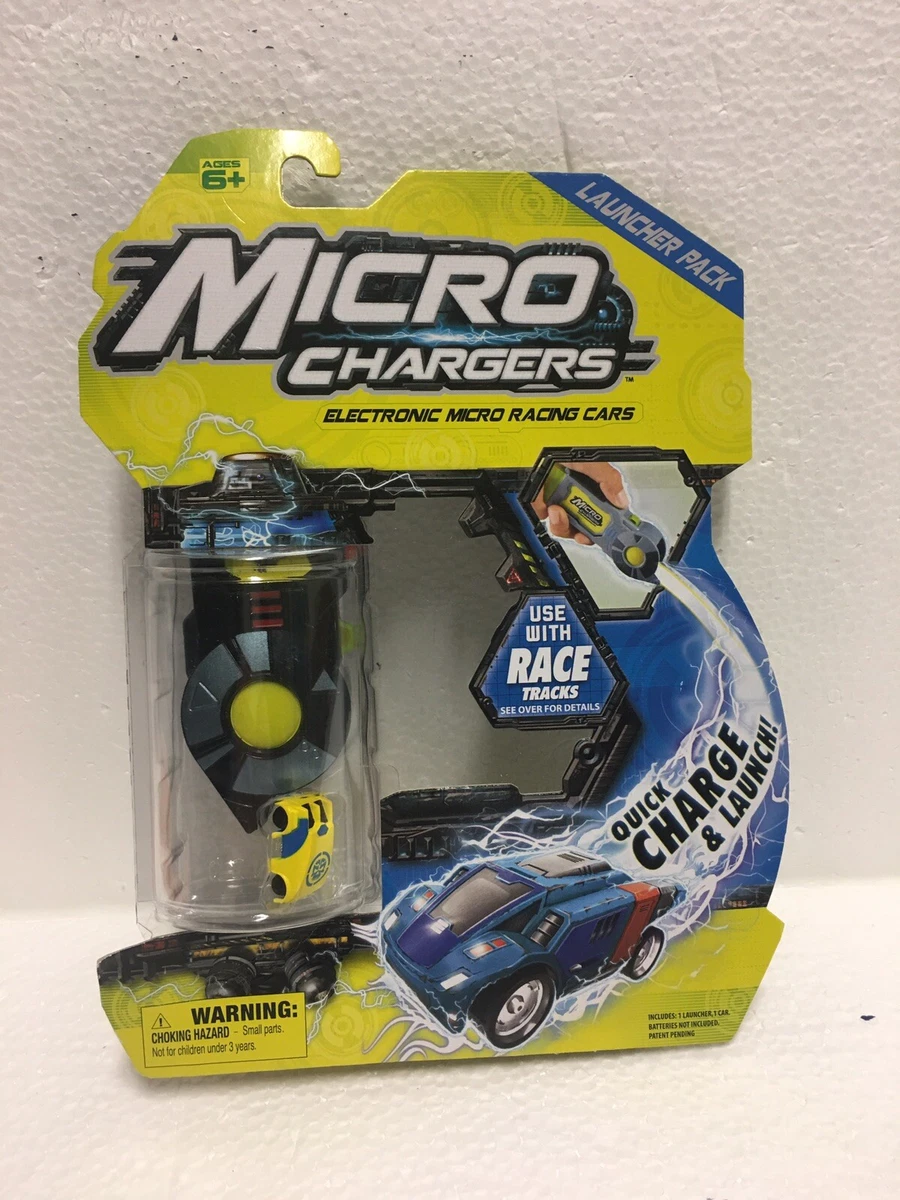 AGES
6+
LAUNCHER PACK
MICRO
CHARGERS™
ELECTRONIC MICRO RACING CARS
MICRO
USE
WITH
RACE
TRACKS
SEE OVER FOR DETAILS
QUICK
CHARGE
& LAUNCH!
WARNING:
CHOKING HAZARD - Small parts.
Not for children under 3 years.
INCLUDES: 1 LAUNCHER, 1 CAR.
BATTERIES NOT INCLUDED.
PATENT PENDING